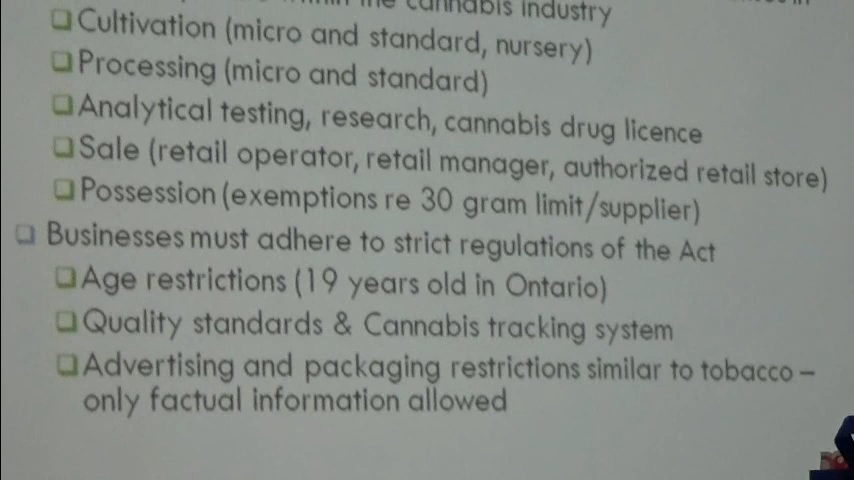 the cannabis industry
Cultivation (micro and standard, nursery)
Processing (micro and standard)
Analytical testing, research, cannabis drug licence
Sale (retail operator, retail manager, authorized retail store)
Possession (exemptions re 30 gram limit/supplier)
Businesses must adhere to strict regulations of the Act
Age restrictions (19 years old in Ontario)
Quality standards & Cannabis tracking system
Advertising and packaging restrictions similar to tobacco –
only factual information allowed